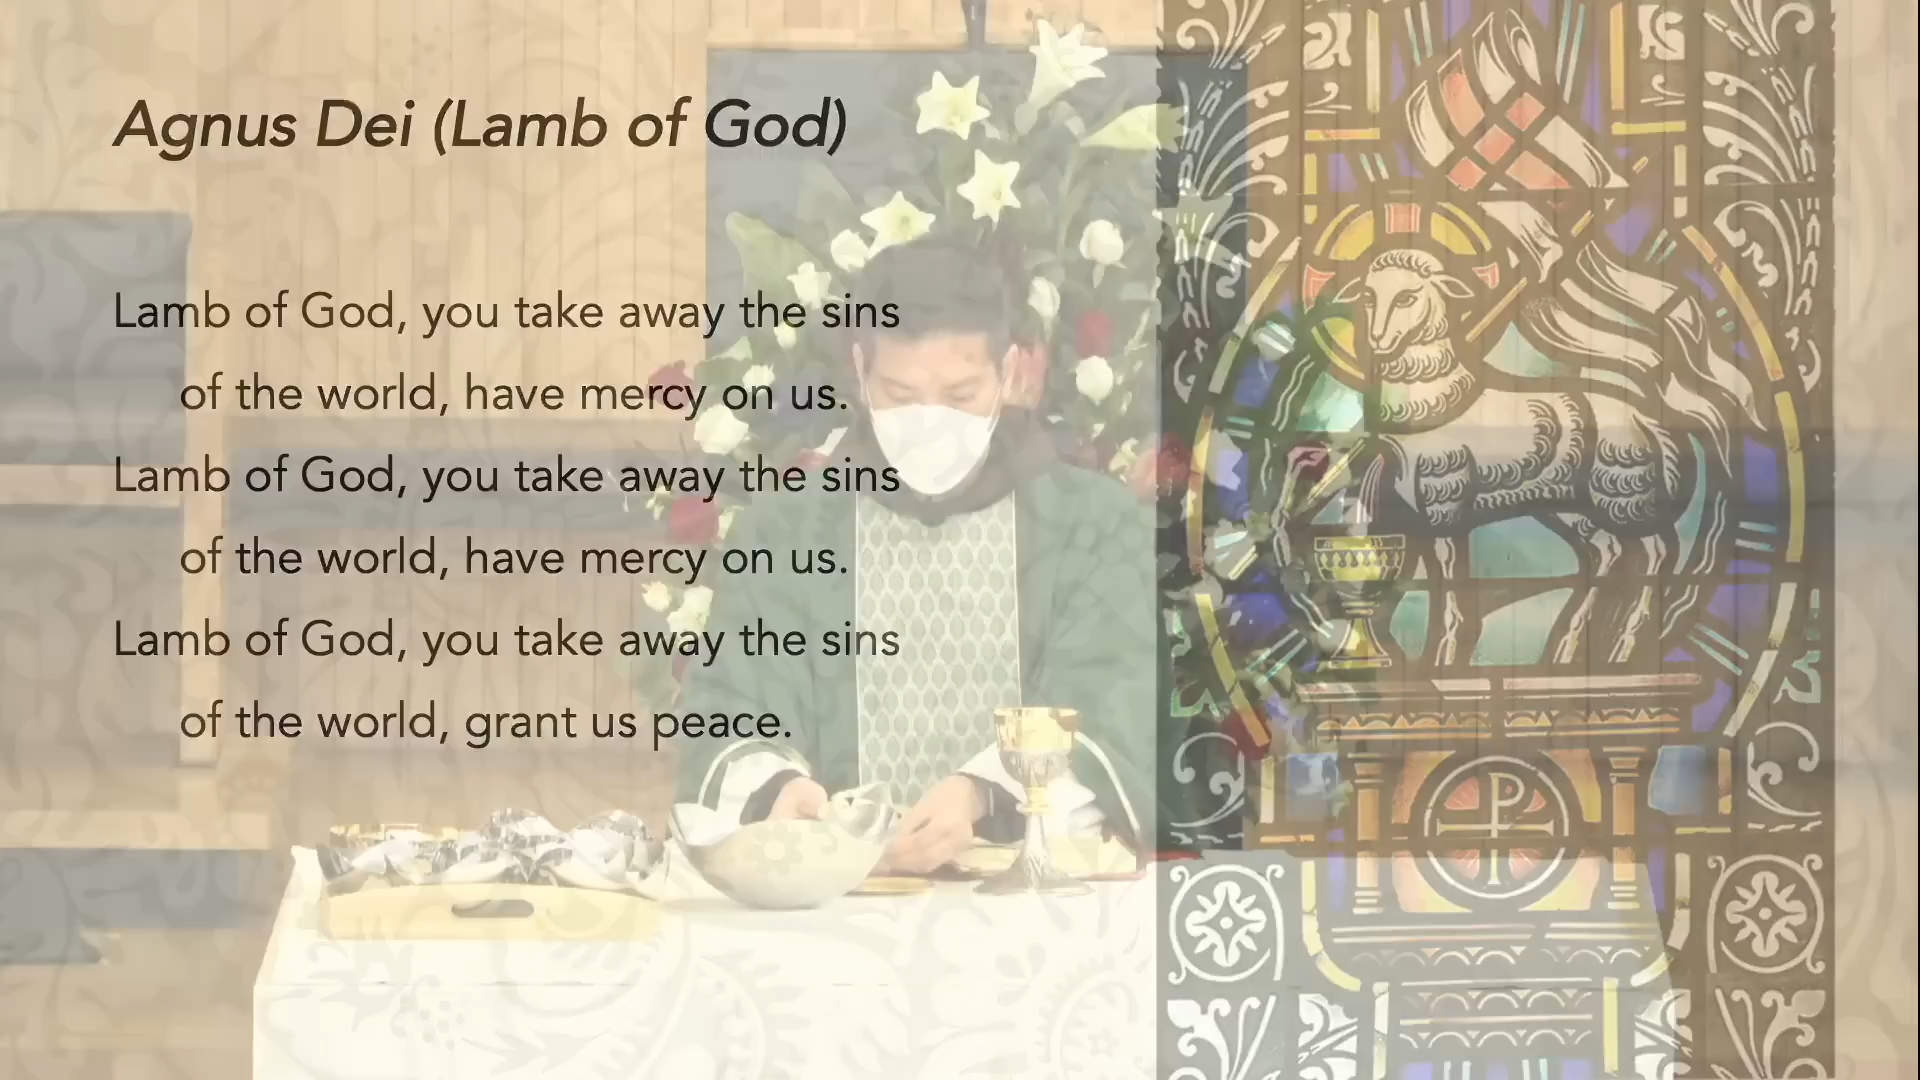 Agnus Dei (Lamb of God)
Lamb of God, you take away the sins
of the world, have mercy on us.
Lamb of God, you take away the sins
of the world, have mercy on us.
Lamb of God, you take away the sins
of the world, grant us peace.